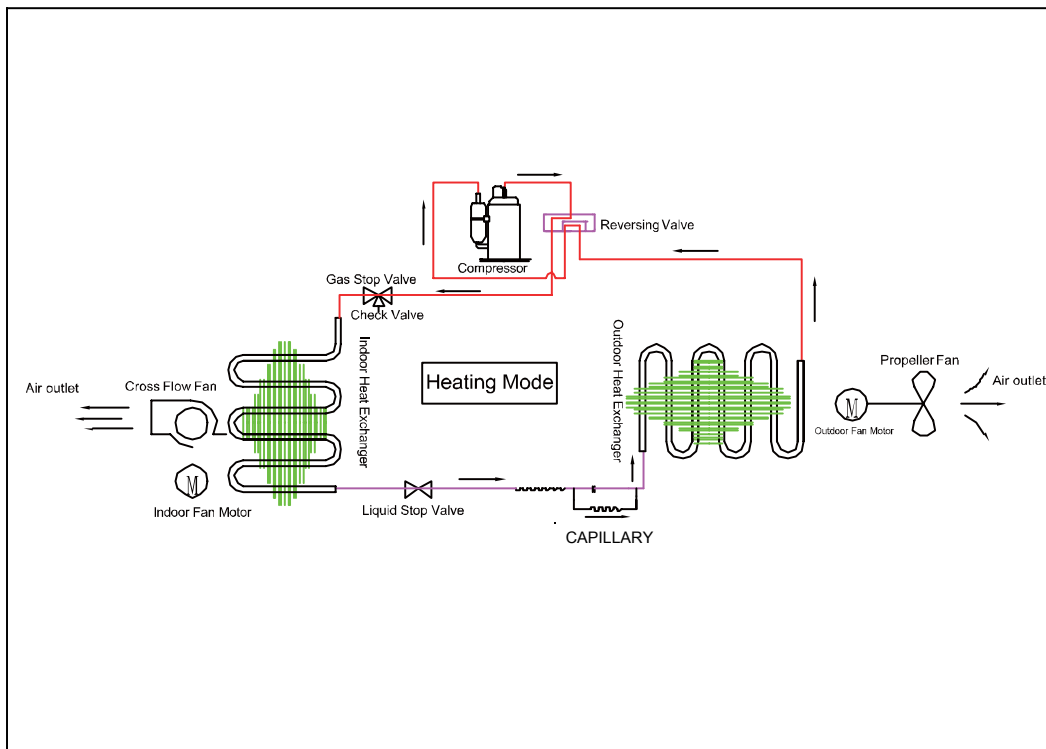 Reversing Valve
Compressor
Gas Stop Valve
Check Valve
Indoor Heat Exchanger
Outdoor Heat Exchanger
Heating Mode
Propeller Fan
Air outlet
Cross Flow Fan
Air outlet
M
Outdoor Fan Motor
M
Indoor Fan Motor
Liquid Stop Valve
CAPILLARY